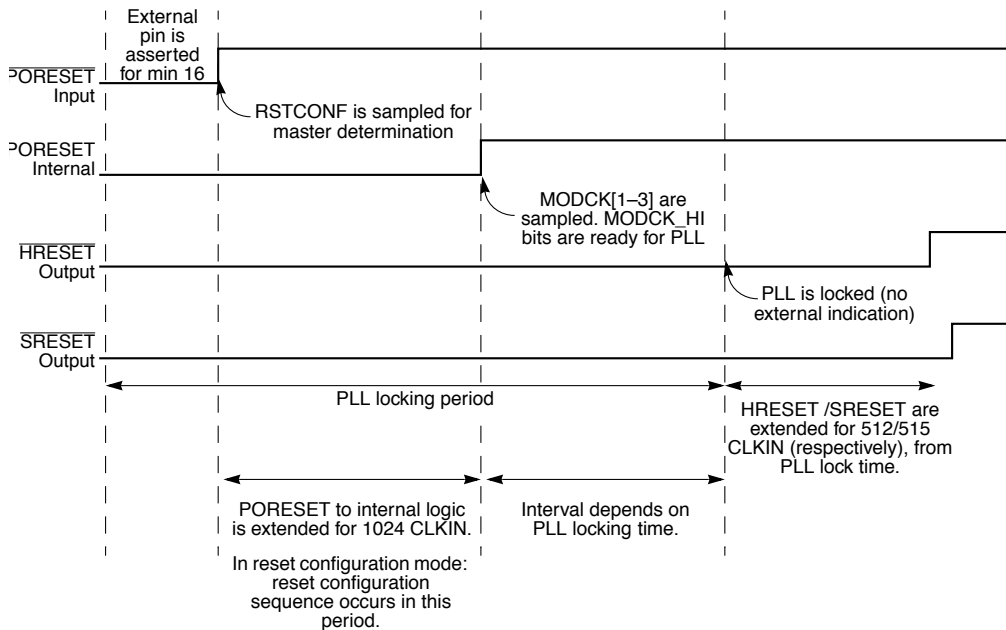 External
pin is
asserted
for min 16
PORESET
Input
RSTCONF is sampled for
master determination
PORESET
Internal
MODCK[1–3] are
sampled. MODCK_HI
bits are ready for PLL
HRESET
Output
PLL is locked (no
external indication)
SRESET
Output
PLL locking period
HRESET /SRESET are
extended for 512/515
CLKIN (respectively), from
PLL lock time.
PORESET to internal logic
is extended for 1024 CLKIN.
Interval depends on
PLL locking time.
In reset configuration mode:
reset configuration
sequence occurs in this
period.